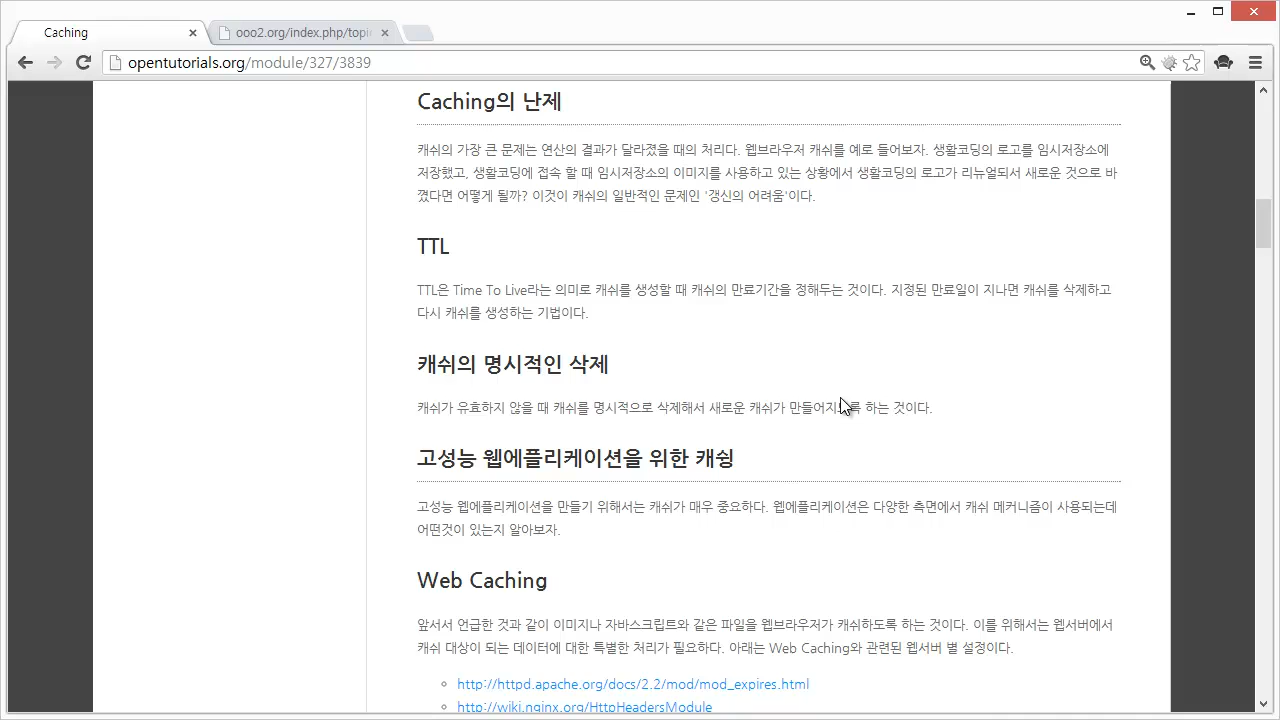 Caching
ooo2.org/index.php/topi
opentutorials.org/module/327/3839
Caching의 난제
캐쉬의 가장 큰 문제는 연산의 결과가 달라졌을 때의 처리다. 웹브라우저 캐쉬를 예로 들어보자. 생활코딩의 로고를 임시저장소에
저장했고, 생활코딩에 접속 할 때 임시저장소의 이미지를 사용하고 있는 상황에서 생활코딩의 로고가 리뉴얼되서 새로운 것으로 바
꼈다면 어떻게 될까? 이것이 캐쉬의 일반적인 문제인 '갱신의 어려움'이다.
TTL
TTL은 Time To Live라는 의미로 캐쉬를 생성할 때 캐쉬의 만료기간을 정해두는 것이다. 지정된 만료일이 지나면 캐쉬를 삭제하고
다시 캐쉬를 생성하는 기법이다.
캐쉬의 명시적인 삭제
캐쉬가 유효하지 않을 때 캐쉬를 명시적으로 삭제해서 새로운 캐쉬가 만들어지도록 하는 것이다.
고성능 웹에플리케이션을 위한 캐슁
고성능 웹에플리케이션을 만들기 위해서는 캐쉬가 매우 중요하다. 웹에플리케이션은 다양한 측면에서 캐쉬 메커니즘이 사용되는데
어떤것이 있는지 알아보자.
Web Caching
앞서서 언급한 것과 같이 이미지나 자바스크립트와 같은 파일을 웹브라우저가 캐쉬하도록 하는 것이다. 이를 위해서는 웹서버에서
캐쉬 대상이 되는 데이터에 대한 특별한 처리가 필요하다. 아래는 Web Caching와 관련된 웹서버 별 설정이다.
http://httpd.apache.org/docs/2.2/mod/mod_expires.html
http://wiki.nginx.org/HttpHeadersModule